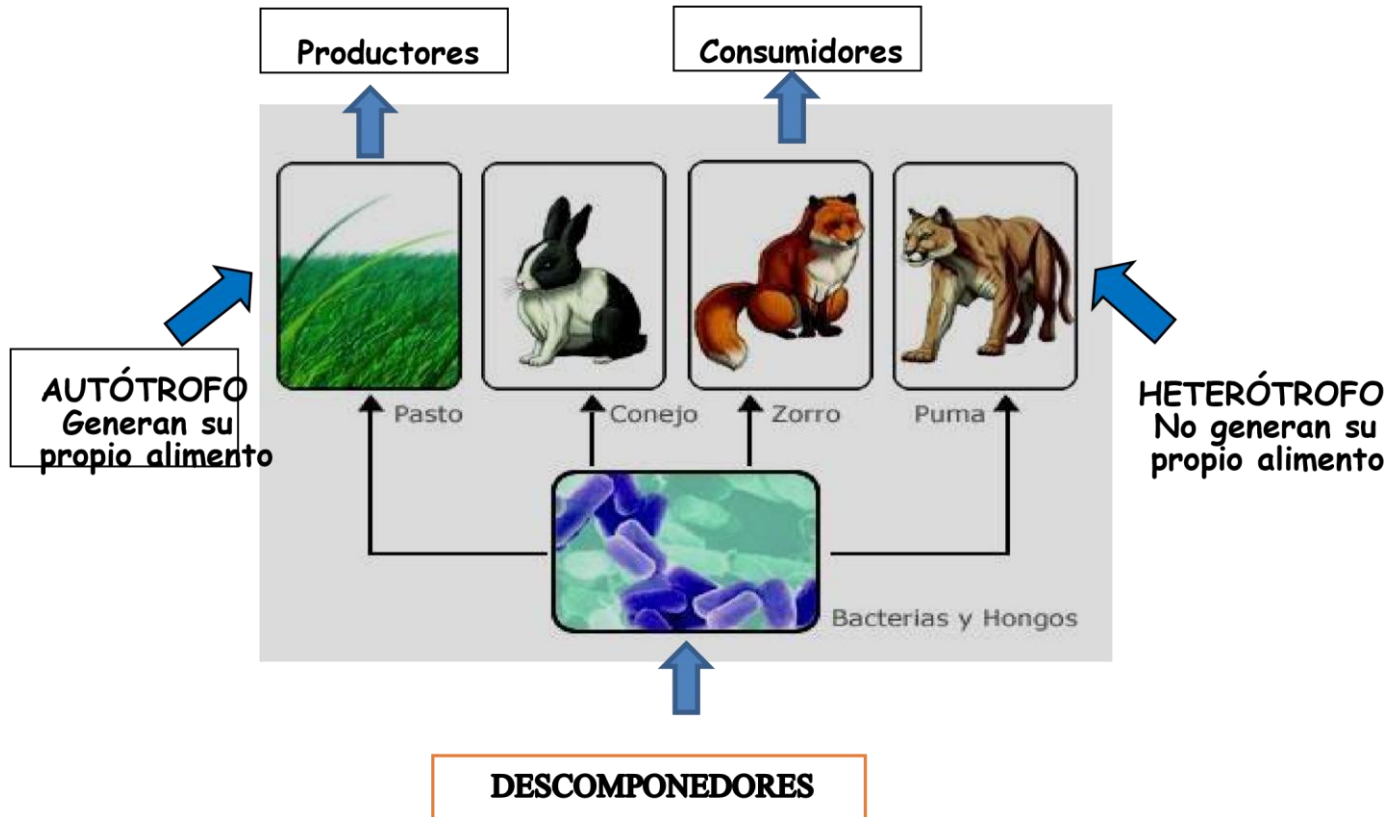 Productores
Consumidores
AUTÓTROFO
Generan su
propio alimento
HETERÓTROFO
No generan su
propio alimento
Pasto
Conejo
Zorro
Puma
Bacterias y Hongos
DESCOMPONEDORES